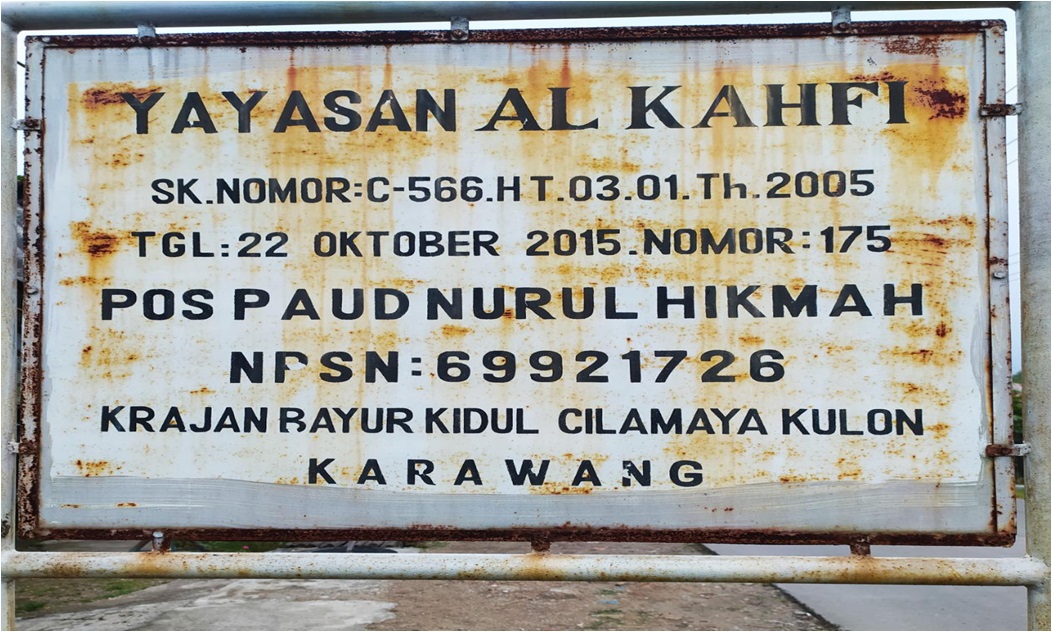 YAYASAN AL KAHFI
SK.NOMOR:C-566.HT.03.01.Th.2005
TGL:22 OKTOBER 2015.NOMOR:175
POS PAUD NURUL HIKMAH
NPSN:69921726
KRAJAN BAYUR KIDUL CILAMAYA KULON
KARAWANG